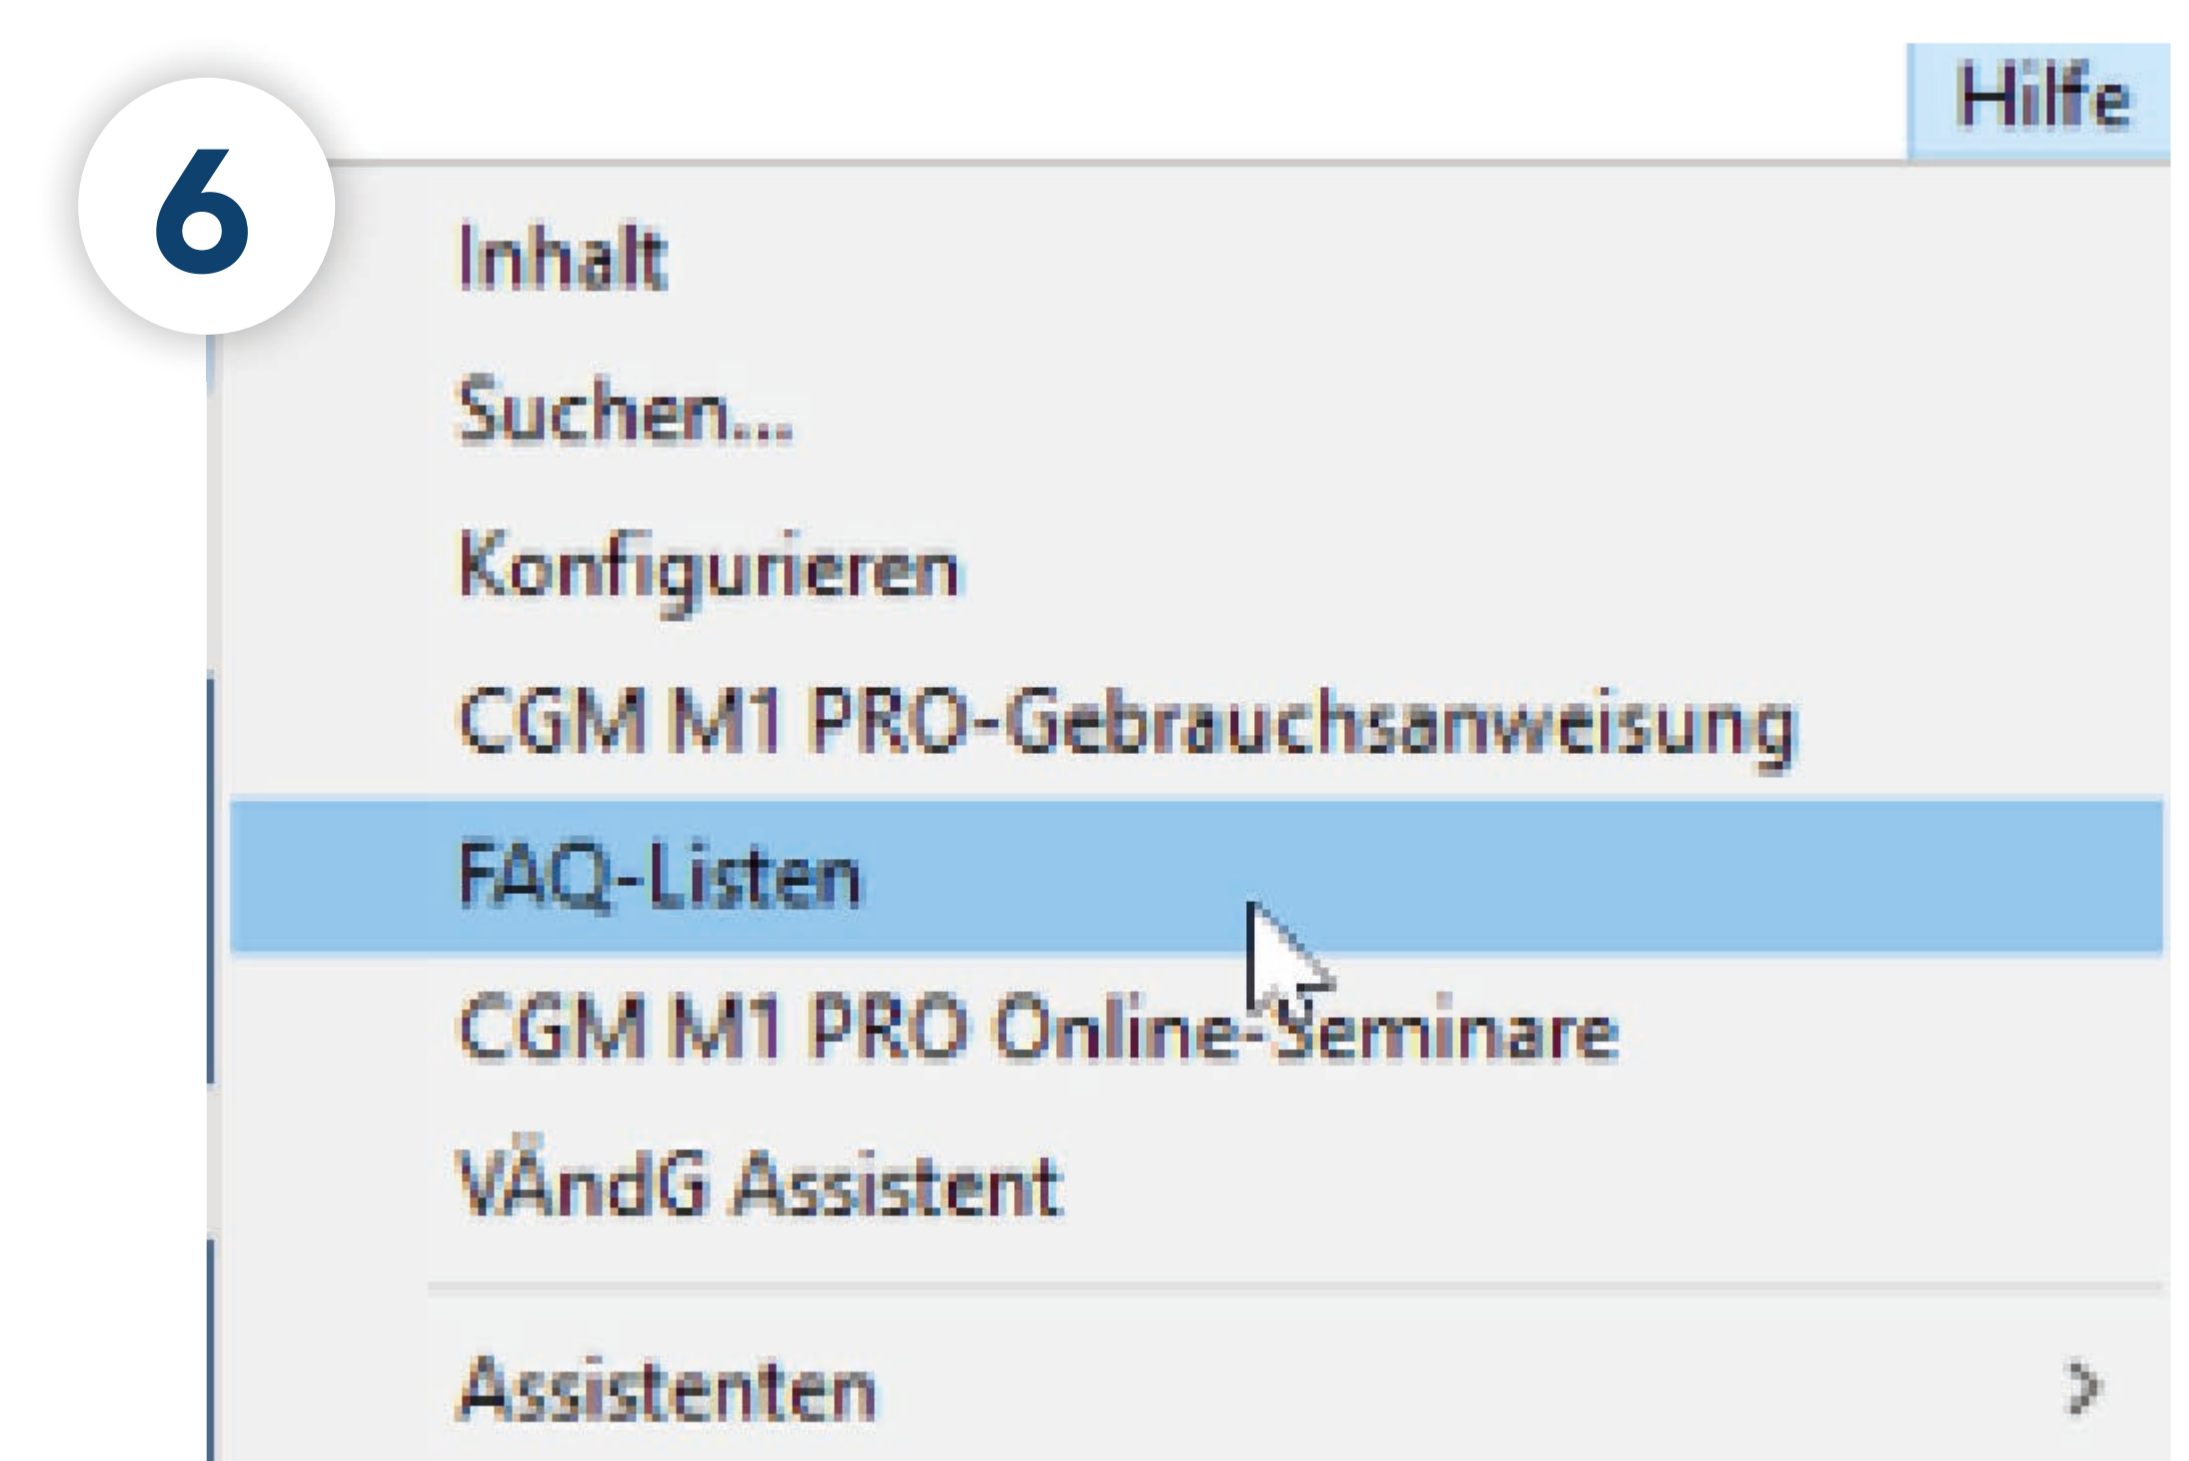 Hilfe
6
Inhalt
Suchen...
Konfigurieren
CGM M1 PRO-Gebrauchsanweisung
FAQ-Listen
CGM M1 PRO Online-Seminare
VÄndG Assistent
Assistenten